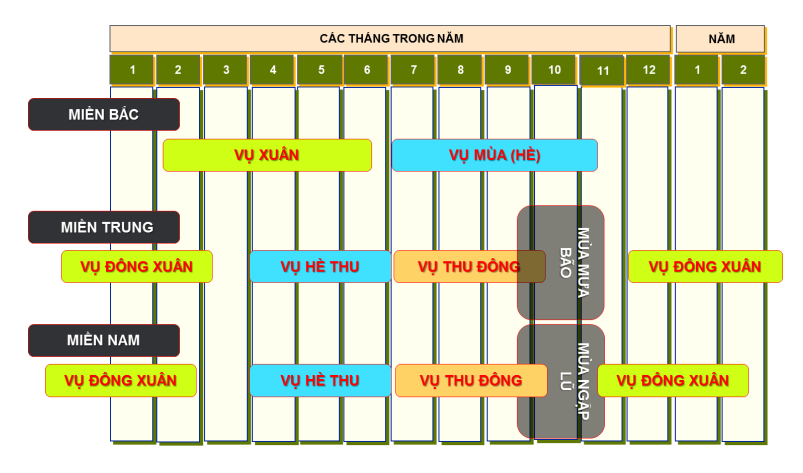 CÁC THÁNG TRONG NĂM
NĂM
1 2 3 4 5 6 7 8 9 10 11 12 1 2
MIỀN BẮC
VỤ XUÂN
VỤ MÙA (HÈ)
MIỀN TRUNG
VỤ ĐÔNG XUÂN
VỤ HÈ THU
VỤ THU ĐÔNG
MÙA MƯA
BÃO
VỤ ĐÔNG XUÂN
MIỀN NAM
VỤ ĐÔNG XUÂN
VỤ HÈ THU
VỤ THU ĐÔNG
MÙA NGẬP
LŨ
VỤ ĐÔNG XUÂN